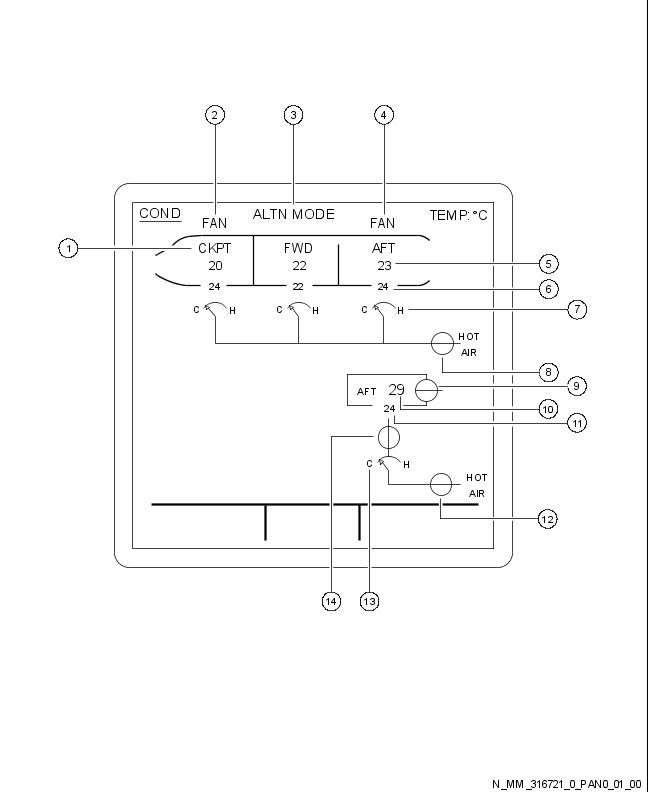 2 3 4
COND FAN ALTN MODE FAN TEMP:°C
1 CKPT FWD AFT
20 22 23 5
24 22 24 6
C H C H C H 7
HOT
AIR
8
AFT 29 9
24 10
11
C H
HOT
AIR
12
14 13
N_MM_316721_0_PAN0_01_00